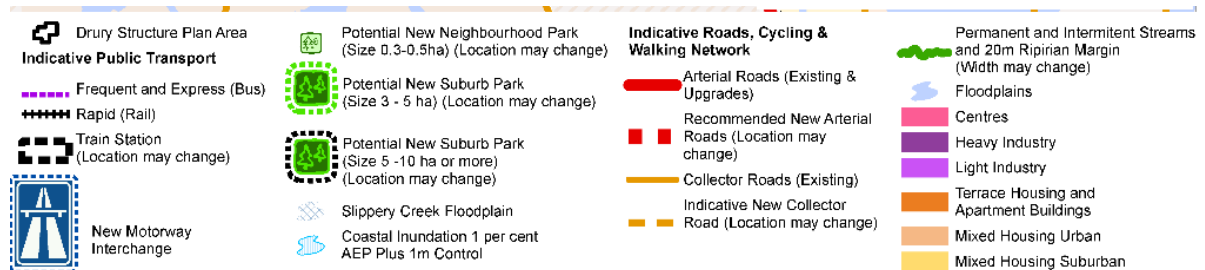 Drury Structure Plan Area
Indicative Public Transport
Frequent and Express (Bus)
Rapid (Rail)
Train Station
(Location may change)
New Motorway
Interchange
Potential New Neighbourhood Park
(Size 0.3-0.5ha) (Location may change)
Potential New Suburb Park
(Size 3 - 5 ha) (Location may change)
Potential New Suburb Park
(Size 5 -10 ha or more)
(Location may change)
Slippery Creek Floodplain
Coastal Inundation 1 per cent
AEP Plus 1m Control
Indicative Roads, Cycling &
Walking Network
Arterial Roads (Existing &
Upgrades)
Recommended New Arterial
Roads (Location may
change)
Collector Roads (Existing)
Indicative New Collector
Road (Location may change)
Permanent and Intermitent Streams
and 20m Ripirian Margin
(Width may change)
Floodplains
Centres
Heavy Industry
Light Industry
Terrace Housing and
Apartment Buildings
Mixed Housing Urban
Mixed Housing Suburban